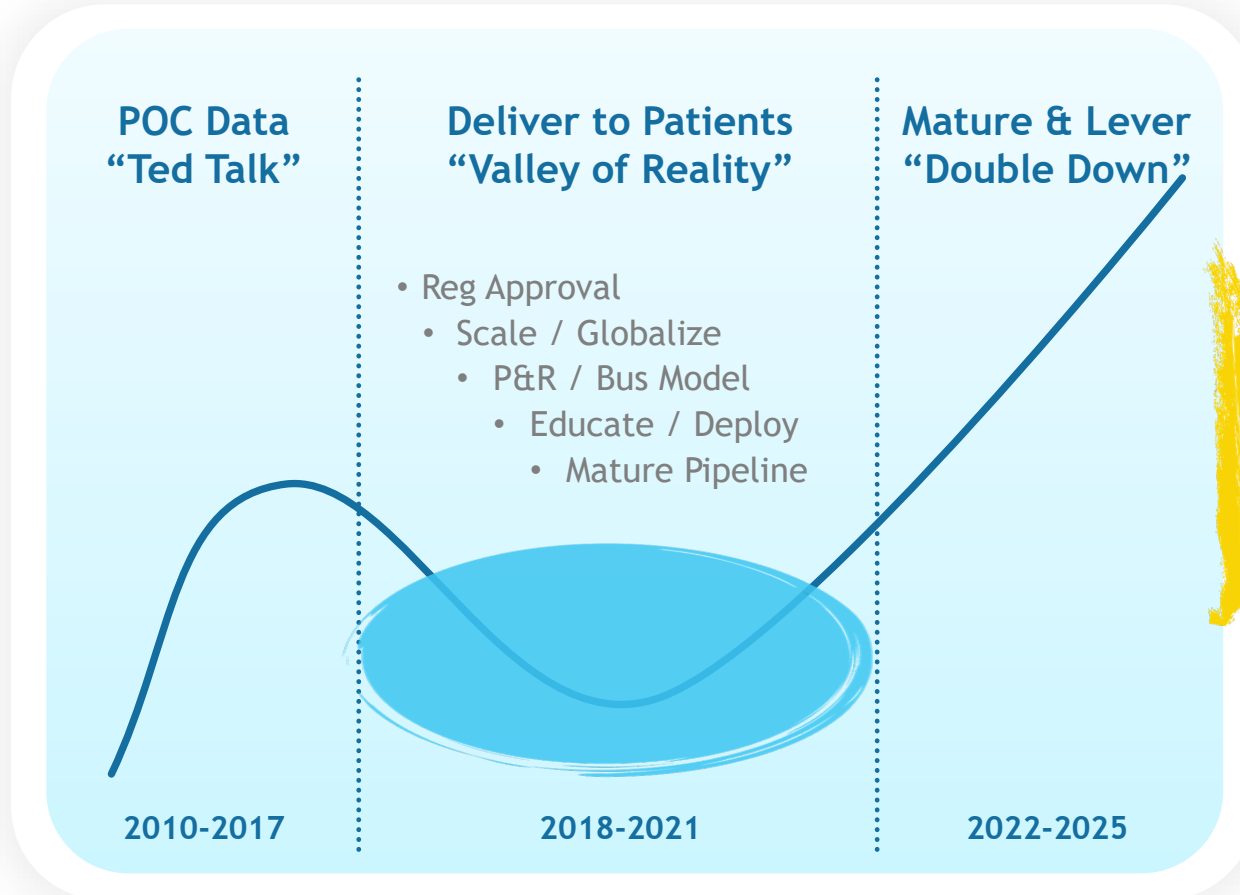 POC Data
“Ted Talk”
Deliver to Patients
“Valley of Reality”
Mature & Lever
“Double Down”
• Reg Approval
• Scale / Globalize
• P&R / Bus Model
• Educate / Deploy
• Mature Pipeline
2010-2017
2018-2021
2022-2025